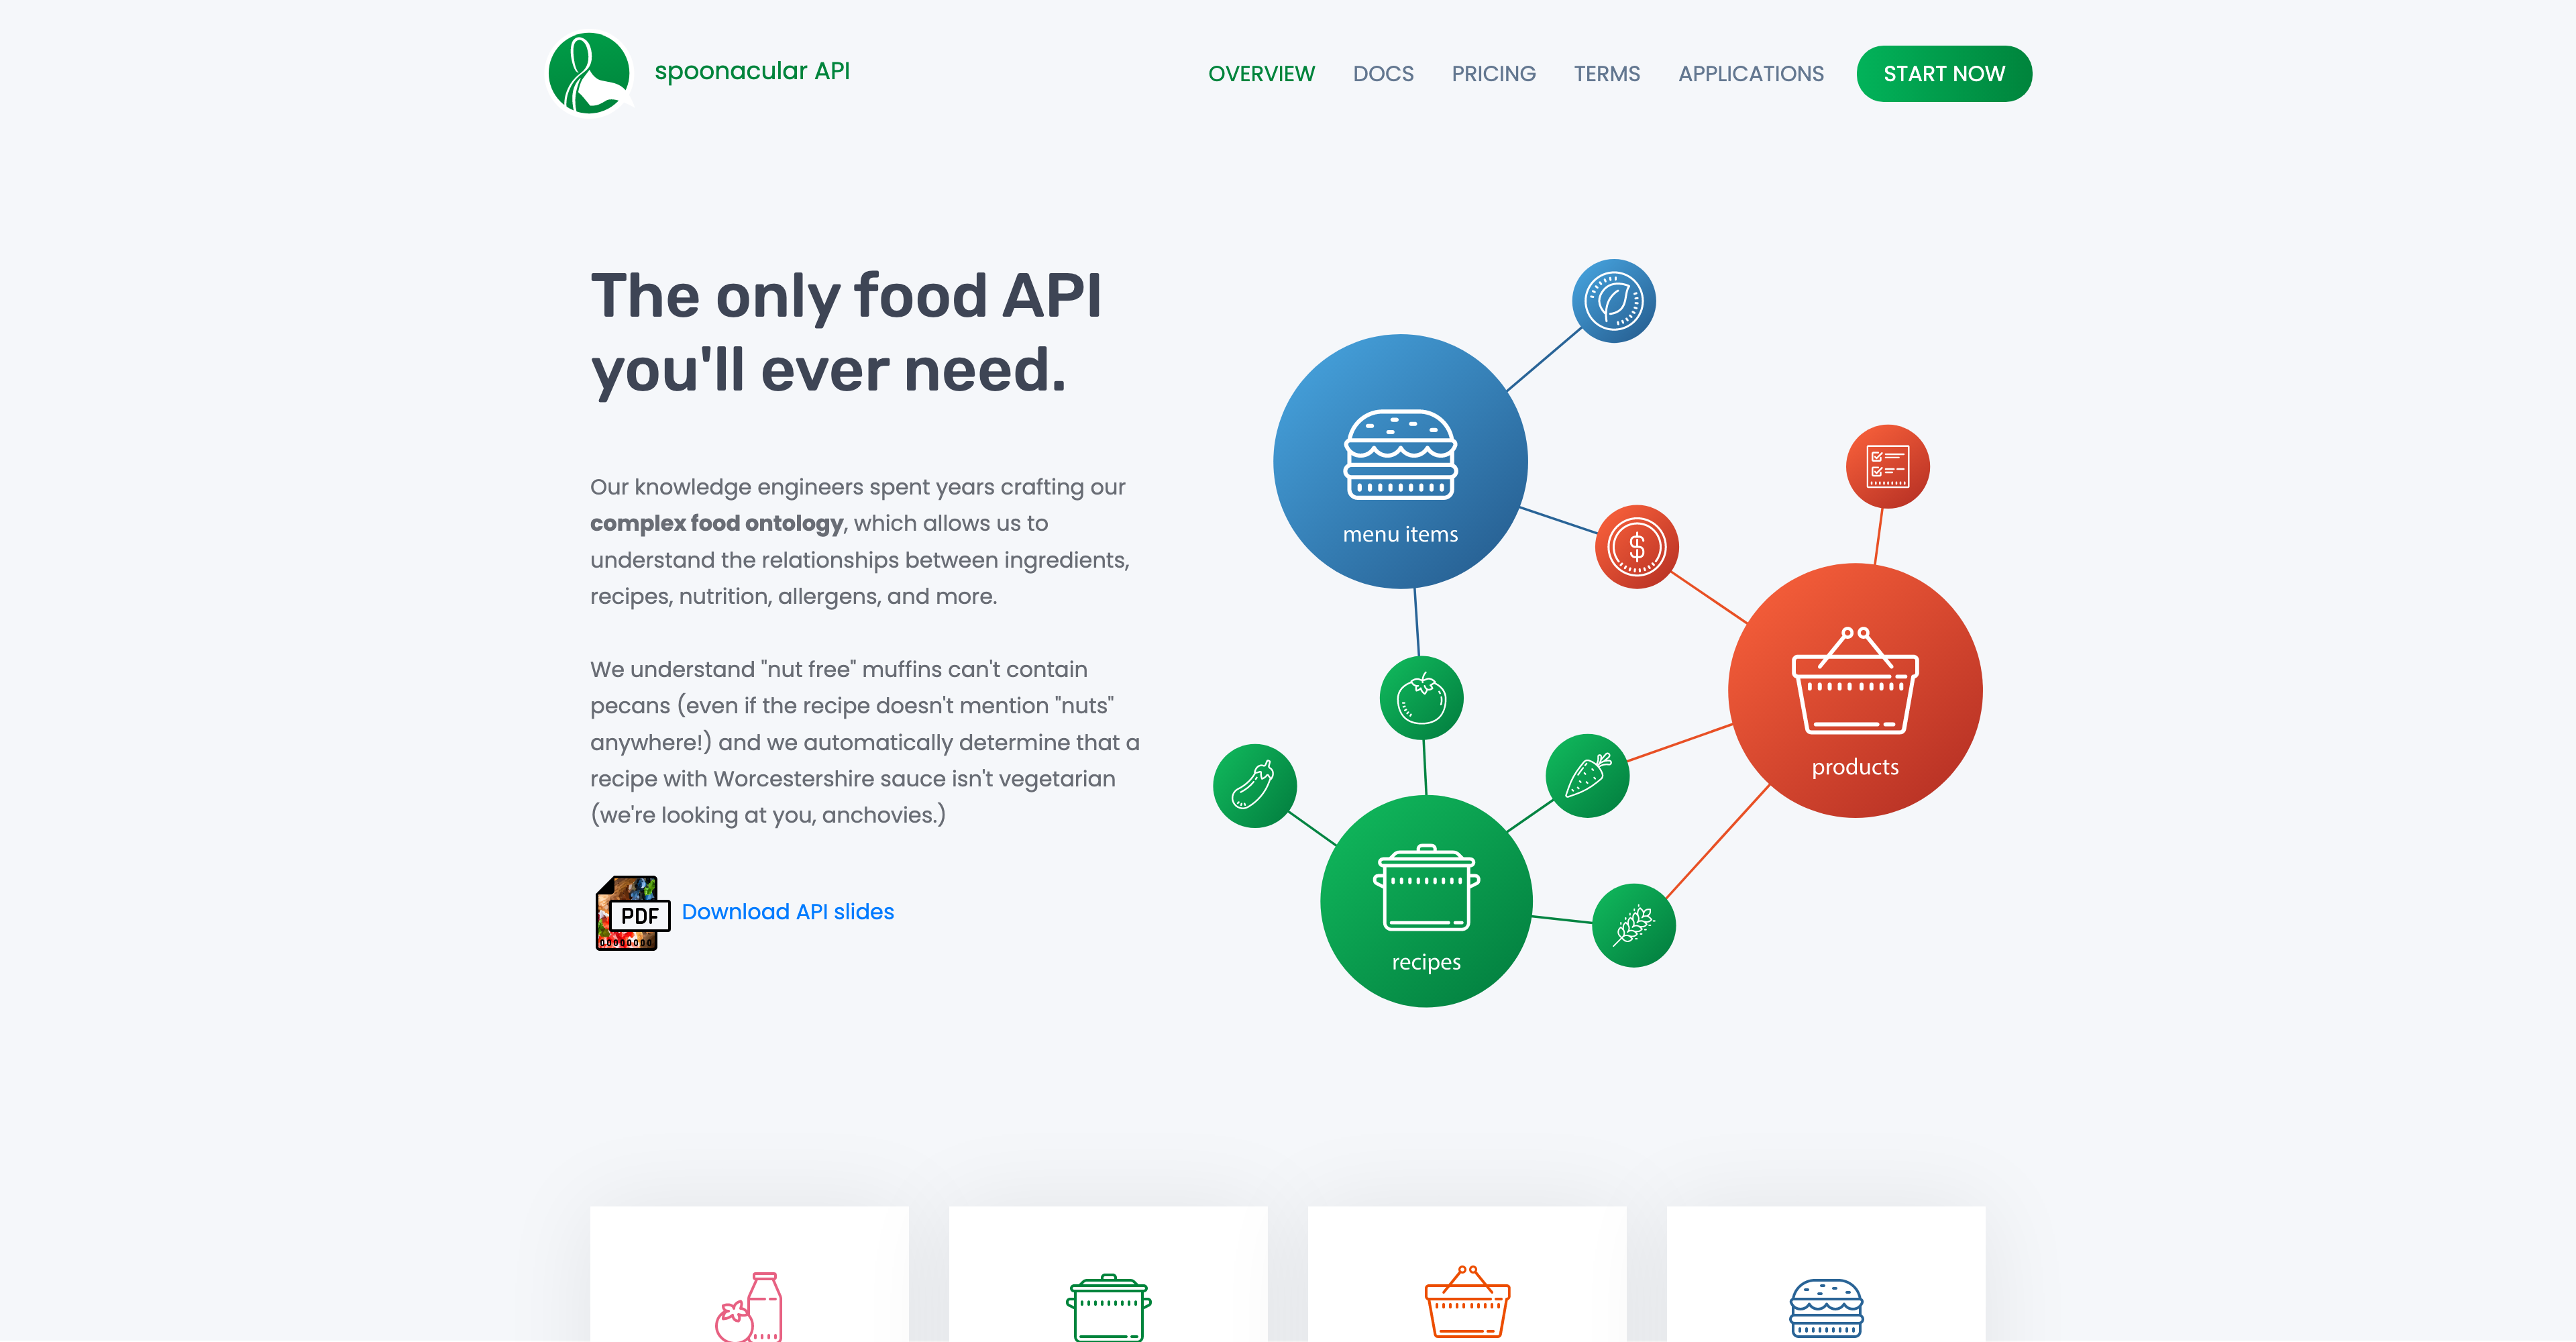 spoonacular API
OVERVIEW
DOCS
PRICING
TERMS
APPLICATIONS
START NOW
The only food API
you'll ever need.
Our knowledge engineers spent years crafting our
complex food ontology, which allows us to
understand the relationships between ingredients,
recipes, nutrition, allergens, and more.
We understand "nut free" muffins can't contain
pecans (even if the recipe doesn't mention "nuts"
anywhere!) and we automatically determine that a
recipe with Worcestershire sauce isn't vegetarian
(we're looking at you, anchovies.)
PDF
Download API slides
menu items
$
products
recipes